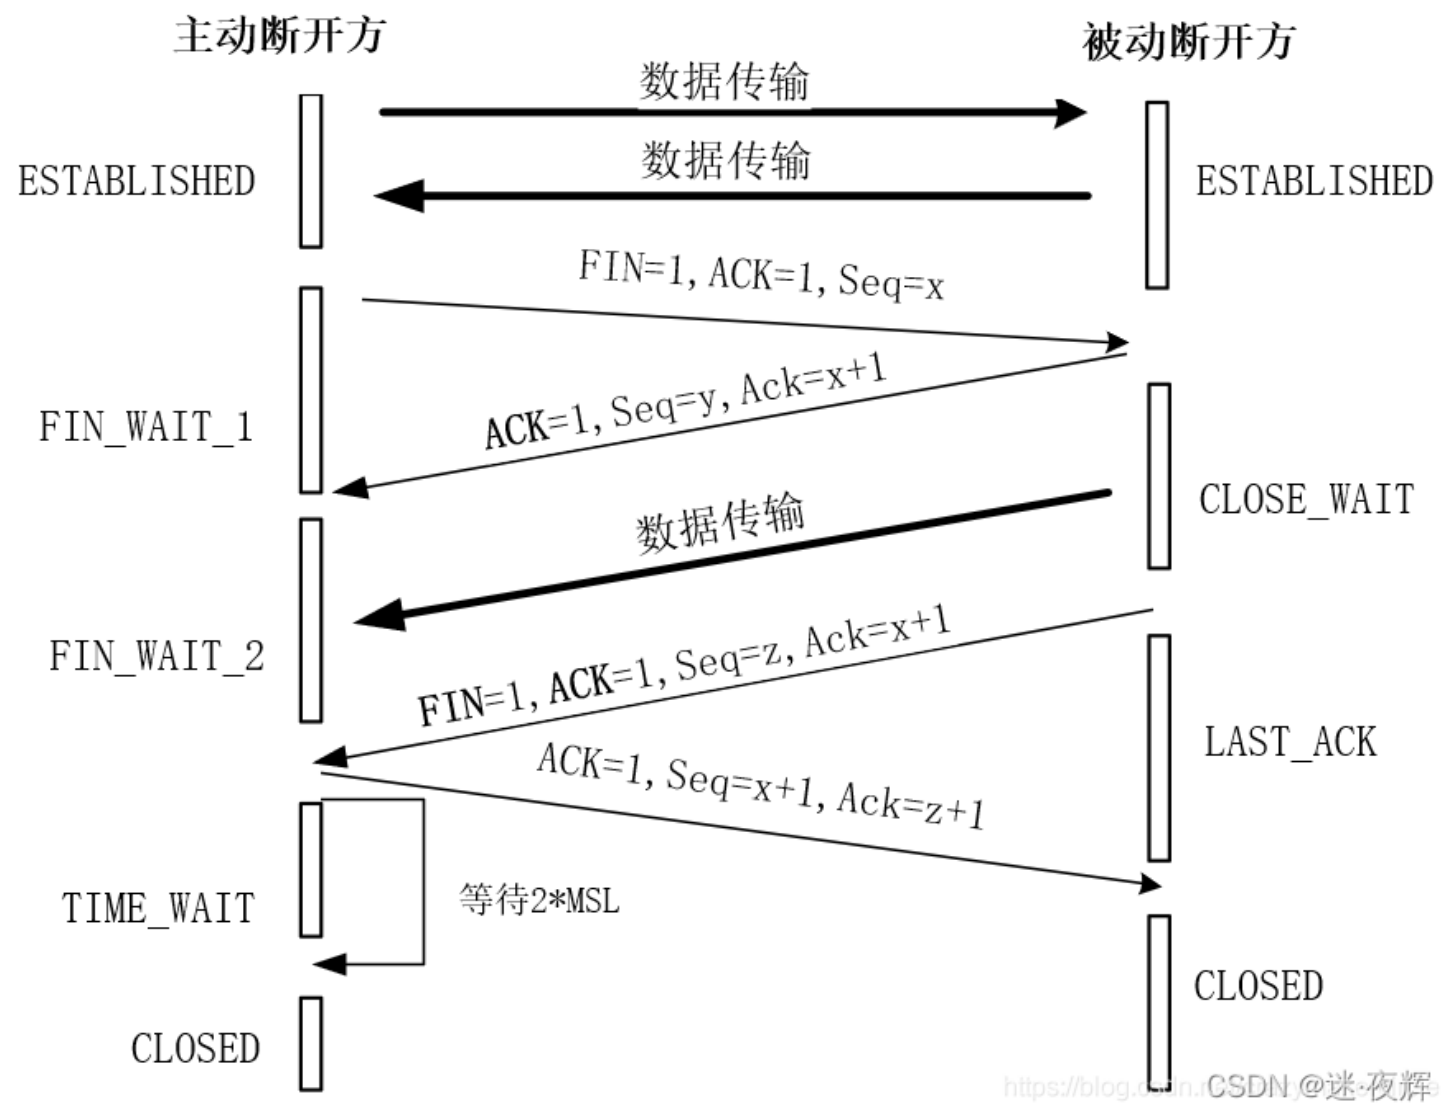 主动断开方
被动断开方
数据传输
数据传输
ESTABLISHED
ESTABLISHED
FIN=1, ACK=1, Seq=x
ACK=1, Seq=y, Ack=x+1
FIN_WAIT_1
CLOSE_WAIT
数据传输
FIN_WAIT_2
FIN=1, ACK=1, Seq=z, Ack=x+1
LAST_ACK
ACK=1, Seq=x+1, Ack=z+1
TIME_WAIT
等待2*MSL
CLOSED
CLOSED
https://blog.csdn.n
CSDN @迷·夜辉